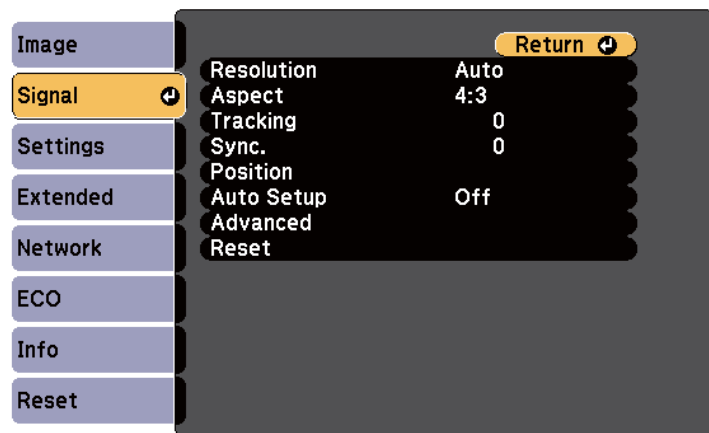 Image
Signal
Settings
Extended
Network
ECO
Info
Reset
Return
Resolution Auto
Aspect 4:3
Tracking 0
Sync. 0
Position
Auto Setup Off
Advanced
Reset